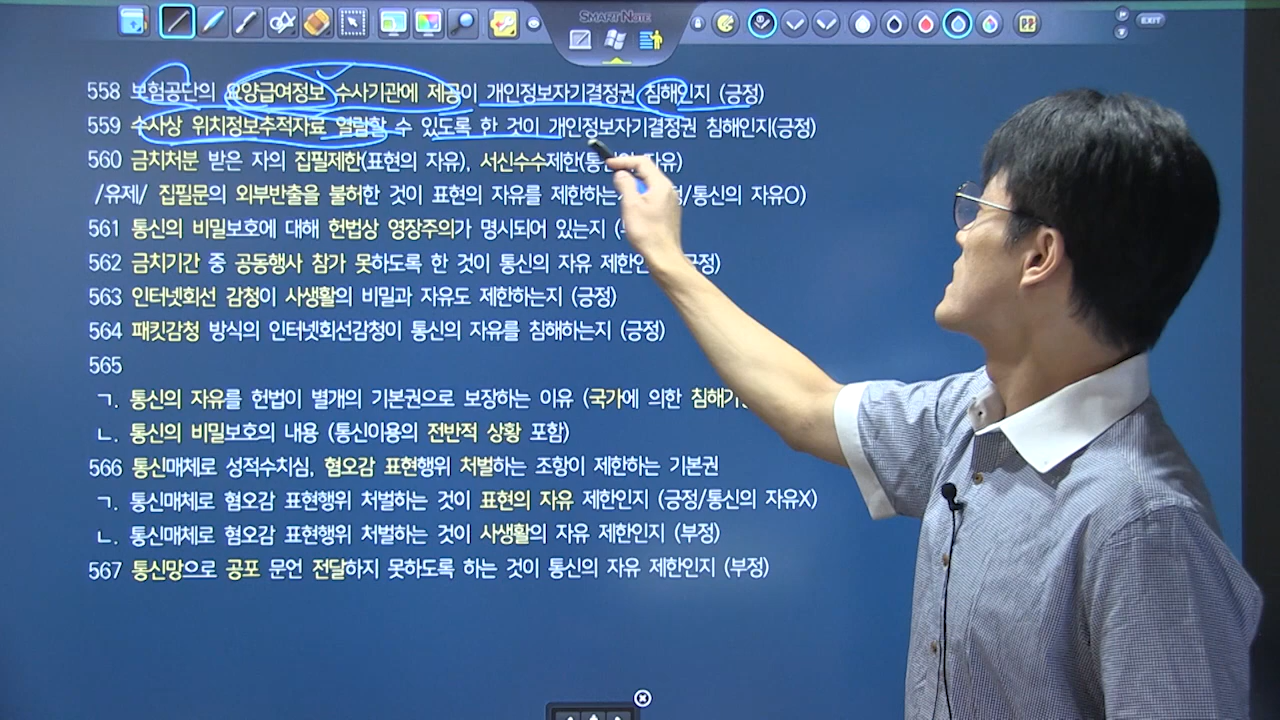 SMART NOTE
EXIT
558 보험공단의 요양급여정보 수사기관에 제공이 개인정보자기결정권 침해인지 (긍정)
559 수사상 위치정보추적자료 열람할 수 있도록 한 것이 개인정보자기결정권 침해인지(긍정)
560 금치처분 받은 자의 집필제한(표현의 자유), 서신수수제한(통신의 자유)
/유제/ 집필문의 외부반출을 불허한 것이 표현의 자유를 제한하는지 /통신의 자유O)
561 통신의 비밀보호에 대해 헌법상 영장주의가 명시되어 있는지
562 금치기간 중 공동행사 참가 못하도록 한 것이 통신의 자유 제한인
563 인터넷회선 감청이 사생활의 비밀과 자유도 제한하는지 (긍정)
564 패킷감청 방식의 인터넷회선감청이 통신의 자유를 침해하는지 (긍정)
565
ㄱ. 통신의 자유를 헌법이 별개의 기본권으로 보장하는 이유 (국가에 의한 침해가
ㄴ. 통신의 비밀보호의 내용 (통신이용의 전반적 상황 포함)
566 통신매체로 성적수치심, 혐오감 표현행위 처벌하는 조항이 제한하는 기본권
ㄱ. 통신매체로 혐오감 표현행위 처벌하는 것이 표현의 자유 제한인지 (긍정/통신의 자유X)
ㄴ. 통신매체로 혐오감 표현행위 처벌하는 것이 사생활의 자유 제한인지 (부정)
567 통신망으로 공포 문언 전달하지 못하도록 하는 것이 통신의 자유 제한인지 (부정)